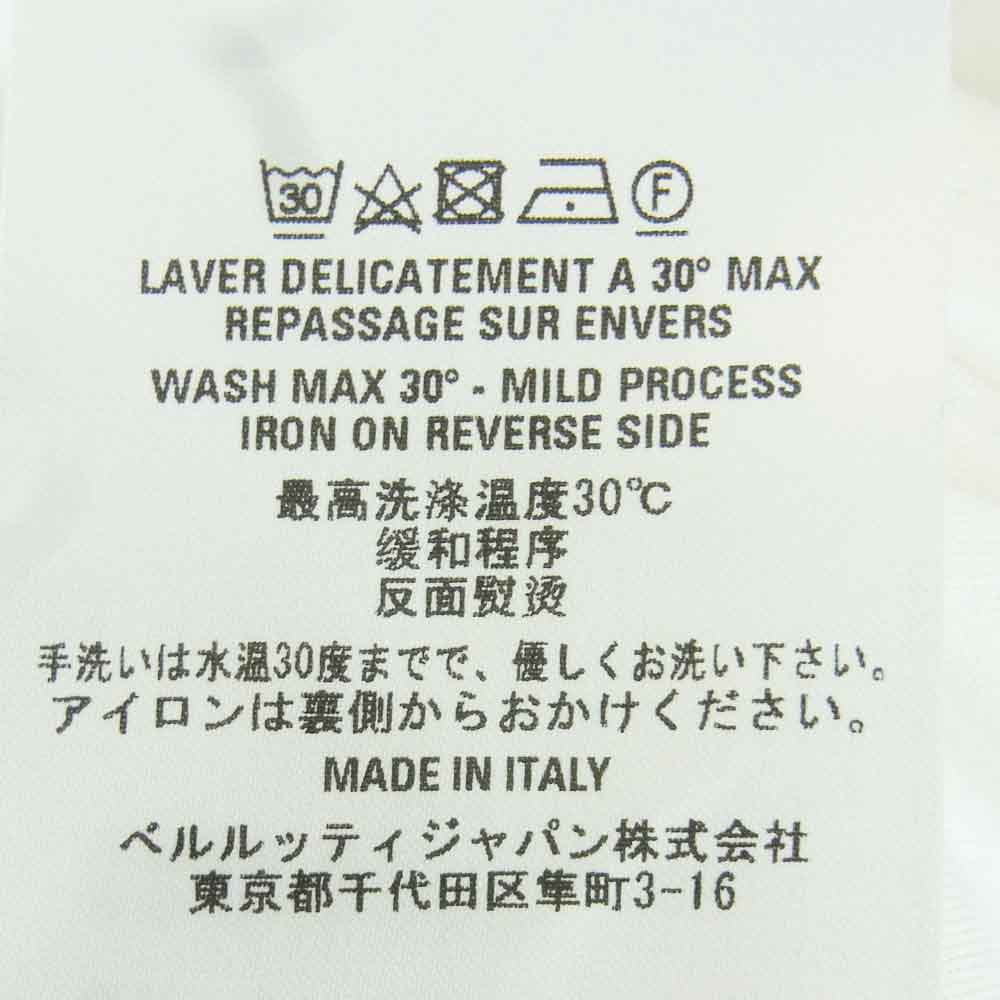 30 F
LAVER DELICATEMENT A 30° MAX
REPASSAGE SUR ENVERS
WASH MAX 30° - MILD PROCESS
IRON ON REVERSE SIDE
最高洗涤温度30℃
缓和程序
反面熨烫
手洗いは水温30度までで、優しくお洗い下さい。
アイロンは裏側からおかけください。
MADE IN ITALY
ベルルッティジャパン株式会社
東京都千代田区隼町3-16